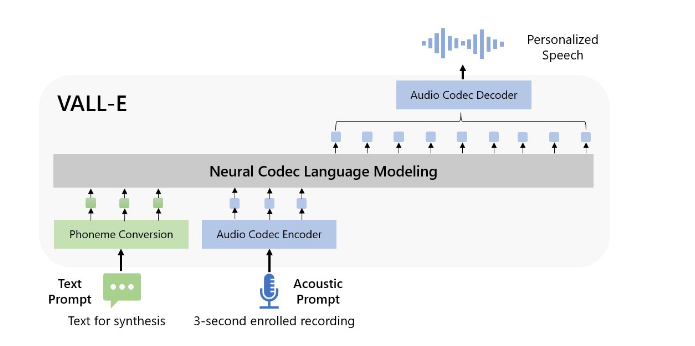 Personalized
Speech
VALL-E
Audio Codec Decoder
Neural Codec Language Modeling
Phoneme Conversion
Audio Codec Encoder
Text
Prompt
Acoustic
Prompt
Text for synthesis
3-second enrolled recording